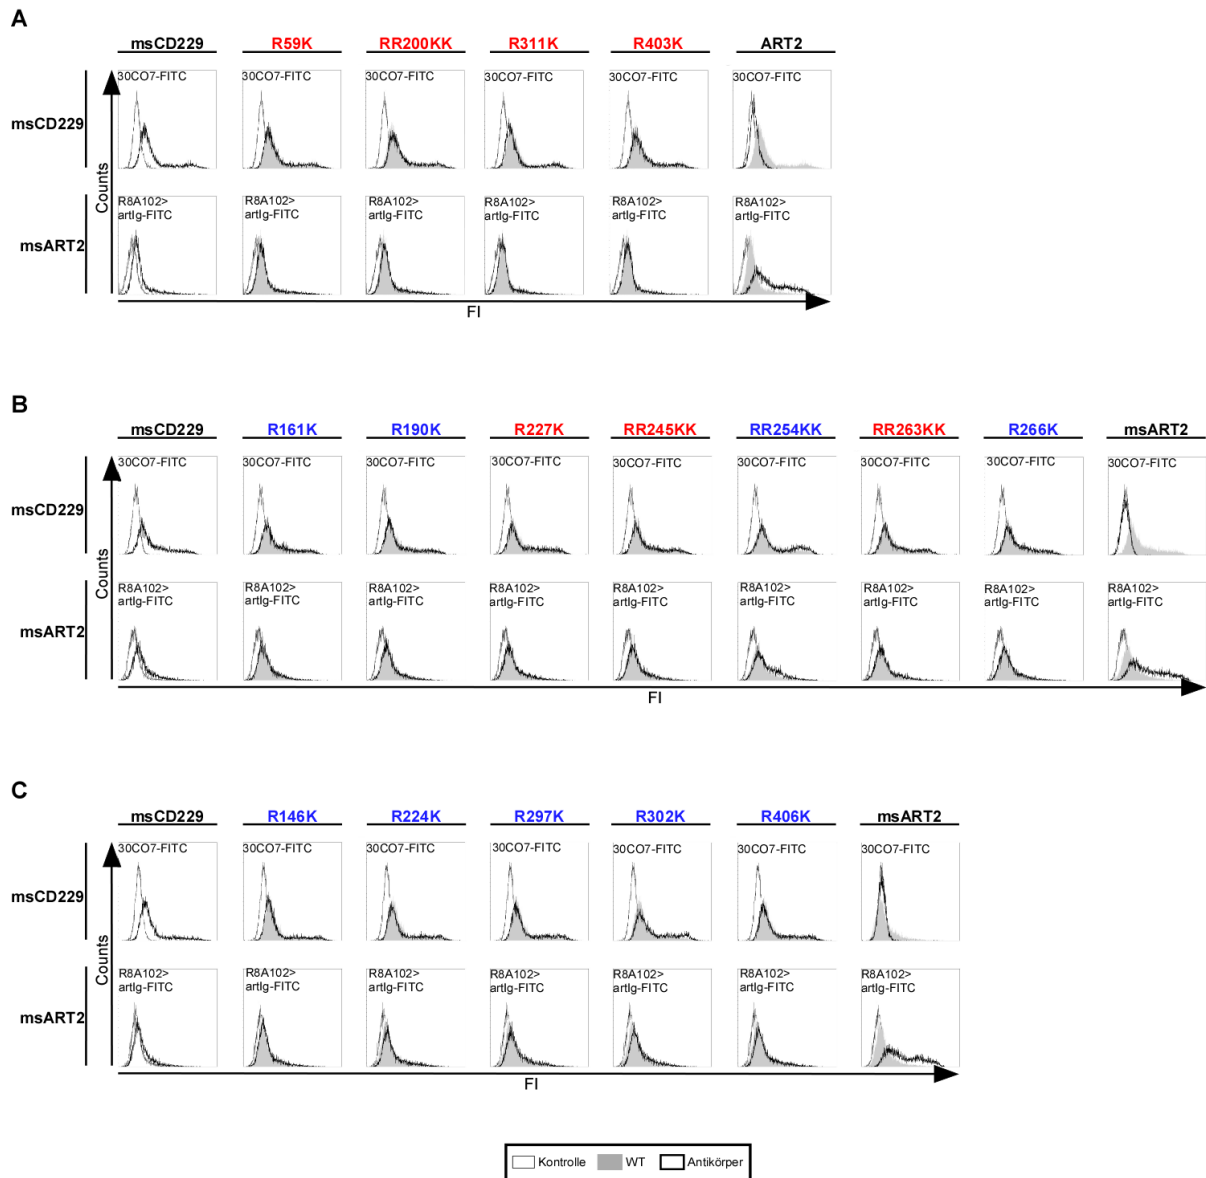 A
msCD229 R59K RR200KK R311K R403K ART2
msCD229
30CO7-FITC 30CO7-FITC 30CO7-FITC 30CO7-FITC 30CO7-FITC 30CO7-FITC
Counts
msART2
R8A102> R8A102> R8A102> R8A102> R8A102> R8A102>
artIg-FITC artIg-FITC artIg-FITC artIg-FITC artIg-FITC artIg-FITC
FI
B
msCD229 R161K R190K R227K RR245KK RR254KK RR263KK R266K msART2
msCD229
30CO7-FITC 30CO7-FITC 30CO7-FITC 30CO7-FITC 30CO7-FITC 30CO7-FITC 30CO7-FITC 30CO7-FITC 30CO7-FITC
Counts
msART2
R8A102> R8A102> R8A102> R8A102> R8A102> R8A102> R8A102> R8A102> R8A102>
artIg-FITC artIg-FITC artIg-FITC artIg-FITC artIg-FITC artIg-FITC artIg-FITC artIg-FITC artIg-FITC
FI
C
msCD229 R146K R224K R297K R302K R406K msART2
msCD229
30CO7-FITC 30CO7-FITC 30CO7-FITC 30CO7-FITC 30CO7-FITC 30CO7-FITC 30CO7-FITC
Counts
msART2
R8A102> R8A102> R8A102> R8A102> R8A102> R8A102> R8A102>
artIg-FITC artIg-FITC artIg-FITC artIg-FITC artIg-FITC artIg-FITC artIg-FITC
FI
Kontrolle WT Antikörper